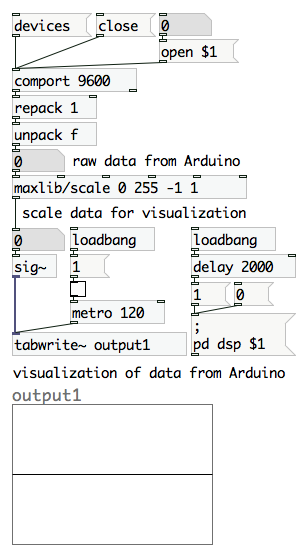 devices close 0
open $1
comport 9600
repack 1
unpack f
0 raw data from Arduino
maxlib/scale 0 255 -1 1
scale data for visualization
0 loadbang loadbang
sig~ 1 delay 2000
1 0
metro 120
;
tabwrite~ output1 pd dsp $1
visualization of data from Arduino
output1